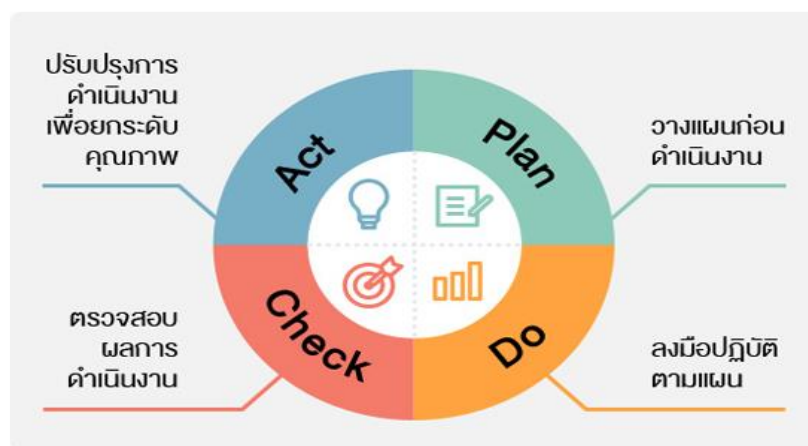 ปรับปรุงการ
ดำเนินงาน
เพื่อยกระดับ
คุณภาพ
Act
Plan
วางแผนก่อน
ดำเนินงาน
ตรวจสอบ
ผลการ
ดำเนินงาน
Check
Do
ลงมือปฏิบัติ
ตามแผน